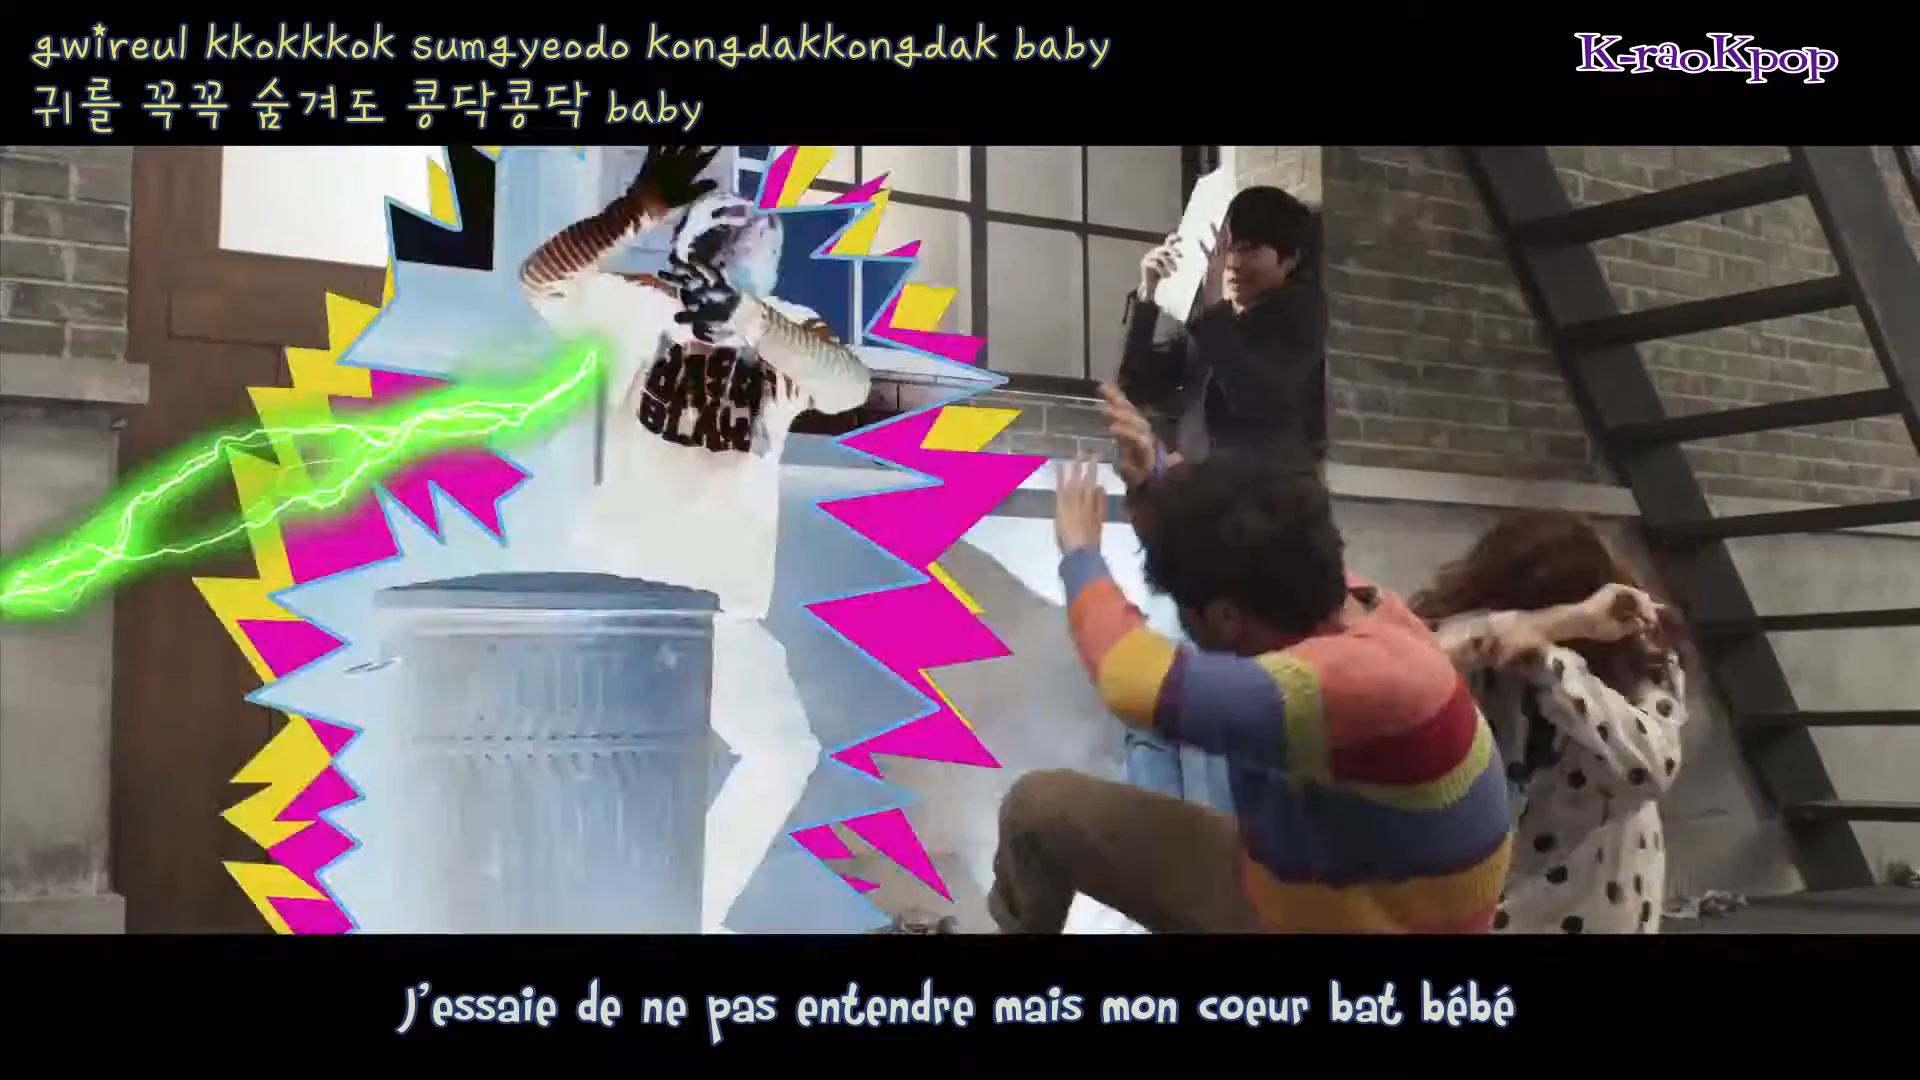 gwireul kkokkkok sumgyeodo kongdakkongdak baby
K-raoKpop
귀를 꼭꼭 숨겨도 콩닥콩닥 baby
J'essaie de ne pas entendre mais mon coeur bat bébé